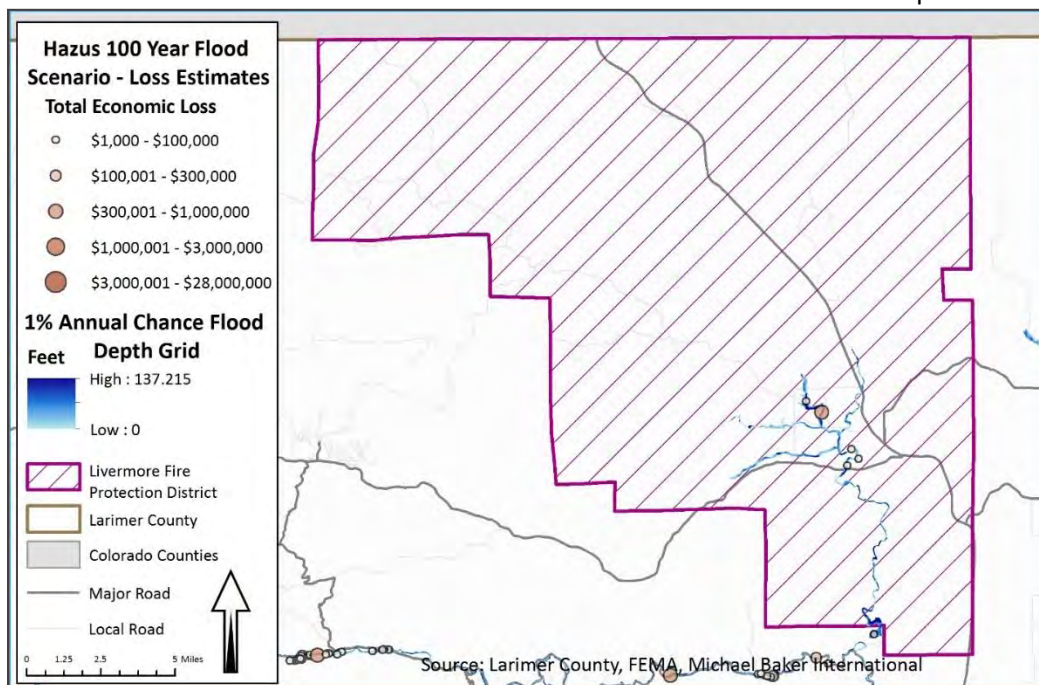 Hazus 100 Year Flood
Scenario - Loss Estimates
Total Economic Loss
$1,000 - $100,000
$100,001 - $300,000
$300,001 - $1,000,000
$1,000,001 - $3,000,000
$3,000,001 - $28,000,000
1% Annual Chance Flood
Depth Grid
Feet
High : 137.215
Low : 0
Livermore Fire
Protection District
Larimer County
Colorado Counties
Major Road
Local Road
0 1.25 2.5 5 Miles
Source: Larimer County, FEMA, Michael Baker International